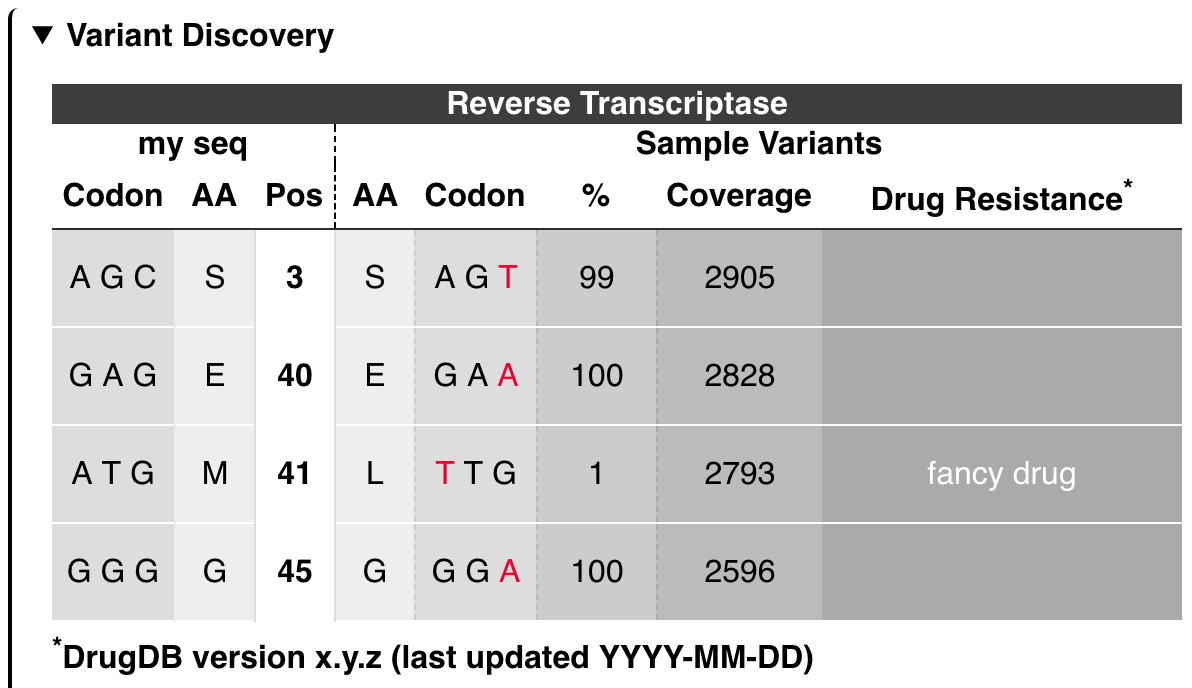 ▼ Variant Discovery
Reverse Transcriptase
my seq Sample Variants
Codon AA Pos AA Codon % Coverage Drug Resistance*
A G C S 3 S A G T 99 2905
G A G E 40 E G A A 100 2828
A T G M 41 L T T G 1 2793 fancy drug
G G G G 45 G G G A 100 2596
*DrugDB version x.y.z (last updated YYYY-MM-DD)